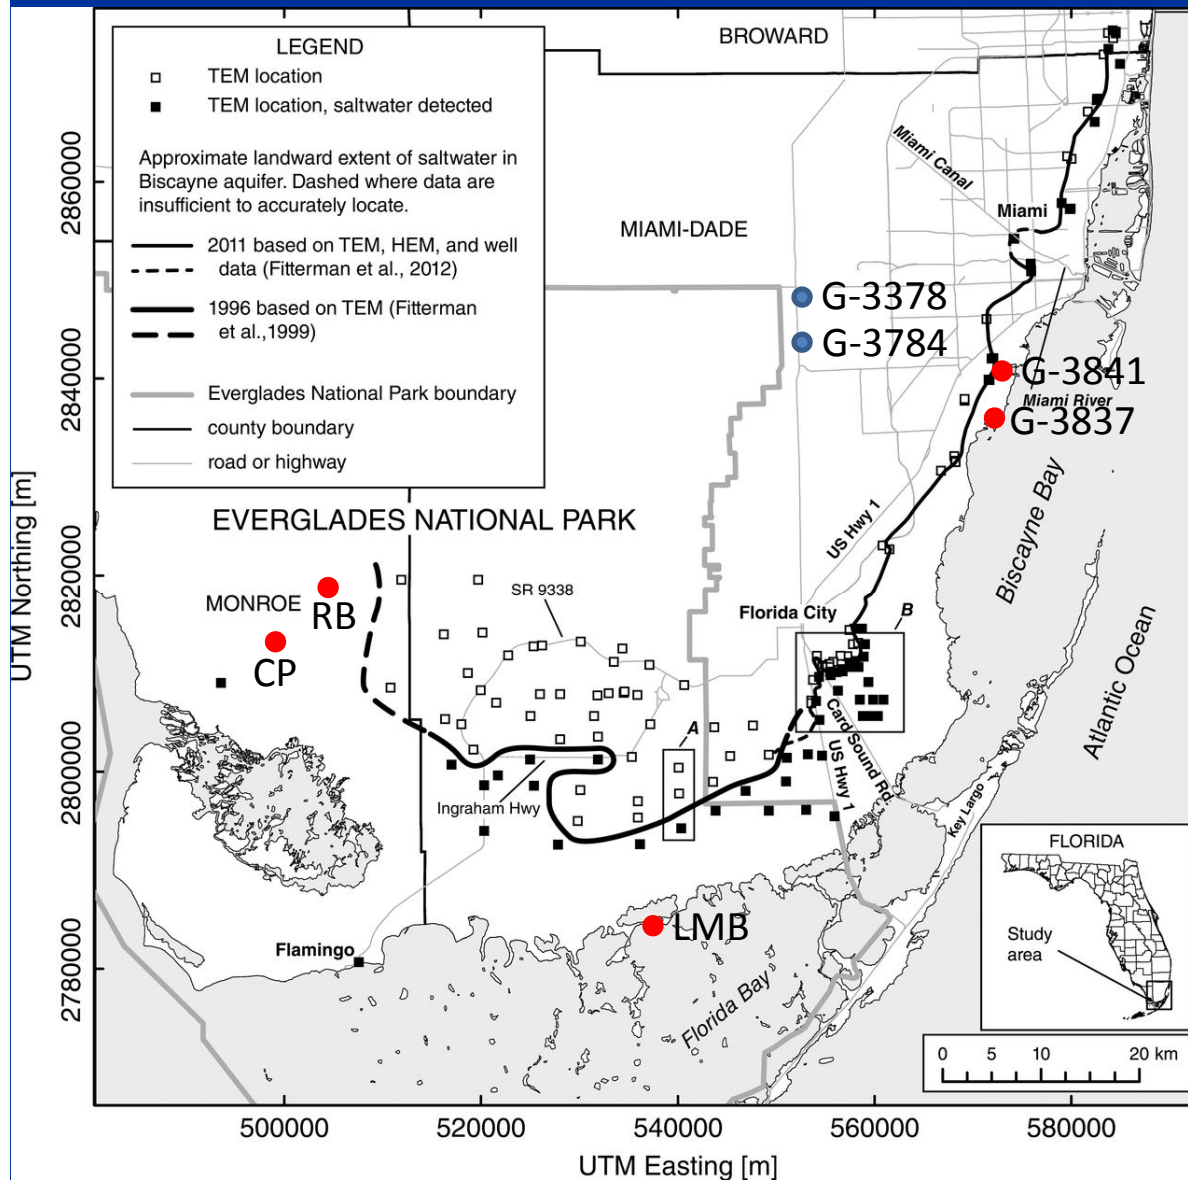 LEGEND
TEM location
TEM location, saltwater detected
Approximate landward extent of saltwater in
Biscayne aquifer. Dashed where data are
insufficient to accurately locate.
2011 based on TEM, HEM, and well
data (Fitterman et al., 2012)
1996 based on TEM (Fitterman
et al.,1999)
Everglades National Park boundary
county boundary
road or highway
BROWARD
Miami Canal
Miami
MIAMI-DADE
G-3378
G-3784
G-3841
Miami River
G-3837
EVERGLADES NATIONAL PARK
US Hwy 1
Biscayne Bay
SR 9338
MONROE
RB
CP
Florida City
B
Atlantic Ocean
A
Card Sound Rd.
US Hwy 1
Ingraham Hwy
Key Largo
LMB
Flamingo
Florida Bay
FLORIDA
Study
area
0 5 10 20 km
UTM Northing [m]
2860000
2840000
2820000
2800000
2780000
500000 520000 540000 560000 580000
UTM Easting [m]